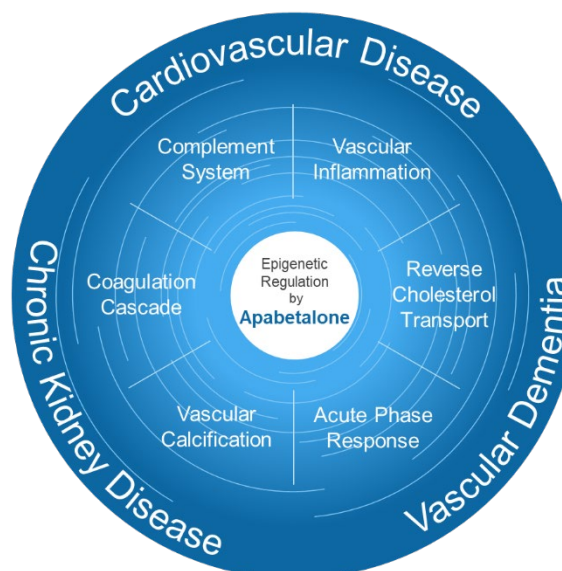 Cardiovascular Disease
Complement
System
Vascular
Inflammation
Coagulation
Cascade
Epigenetic
Regulation
by
Apabetalone
Reverse
Cholesterol
Transport
Vascular
Calcification
Acute Phase
Response
Chronic Kidney Disease
Vascular Dementia